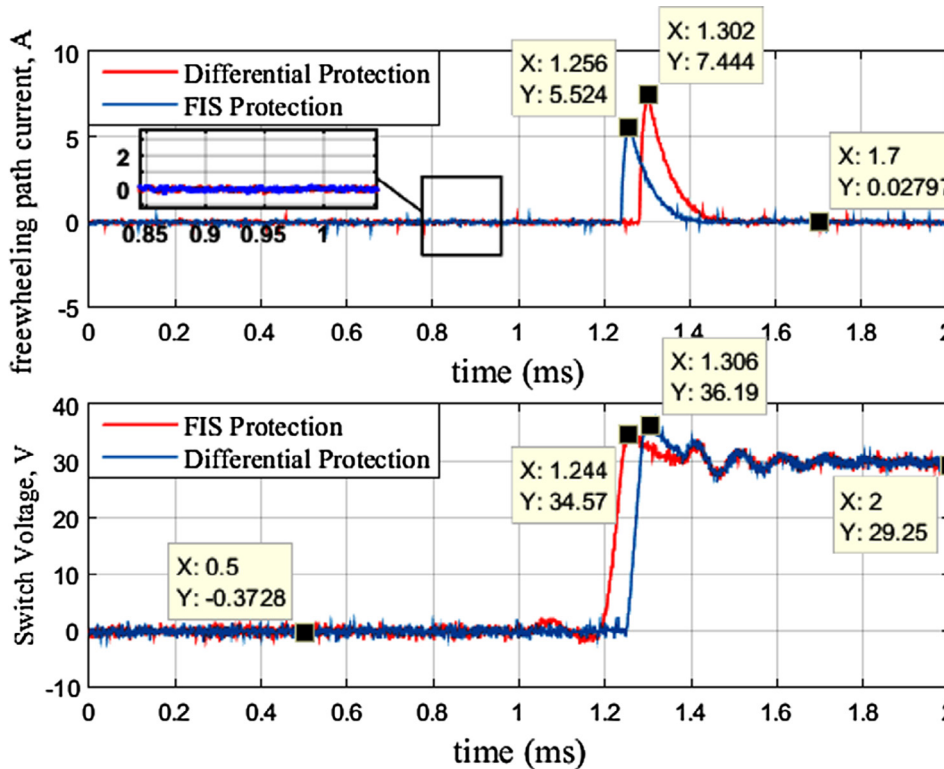 X: 1.302
Y: 7.444
X: 1.256
Y: 5.524
10
5
0
-5
freewheeling path current, A
Differential Protection
FIS Protection
2
0
0.85 0.9 0.95 1
X: 1.7
Y: 0.02797
0 0.2 0.4 0.6 0.8 1 1.2 1.4 1.6 1.8 2
time (ms)
X: 1.306
Y: 36.19
40
30
20
10
0
-10
Switch Voltage, V
FIS Protection
Differential Protection
X: 1.244
Y: 34.57
X: 2
Y: 29.25
X: 0.5
Y: -0.3728
0 0.2 0.4 0.6 0.8 1 1.2 1.4 1.6 1.8
time (ms)